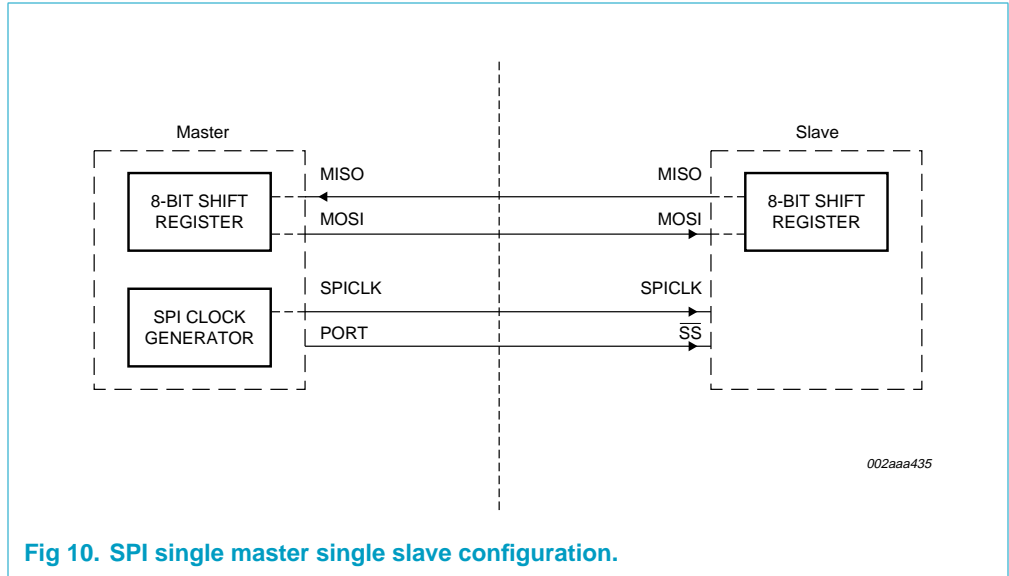 Master
Slave
8-BIT SHIFT
REGISTER
MISO
MISO
MOSI
MOSI
8-BIT SHIFT
REGISTER
SPI CLOCK
GENERATOR
SPICLK
SPICLK
PORT
S̅S̅
002aaa435
Fig 10. SPI single master single slave configuration.